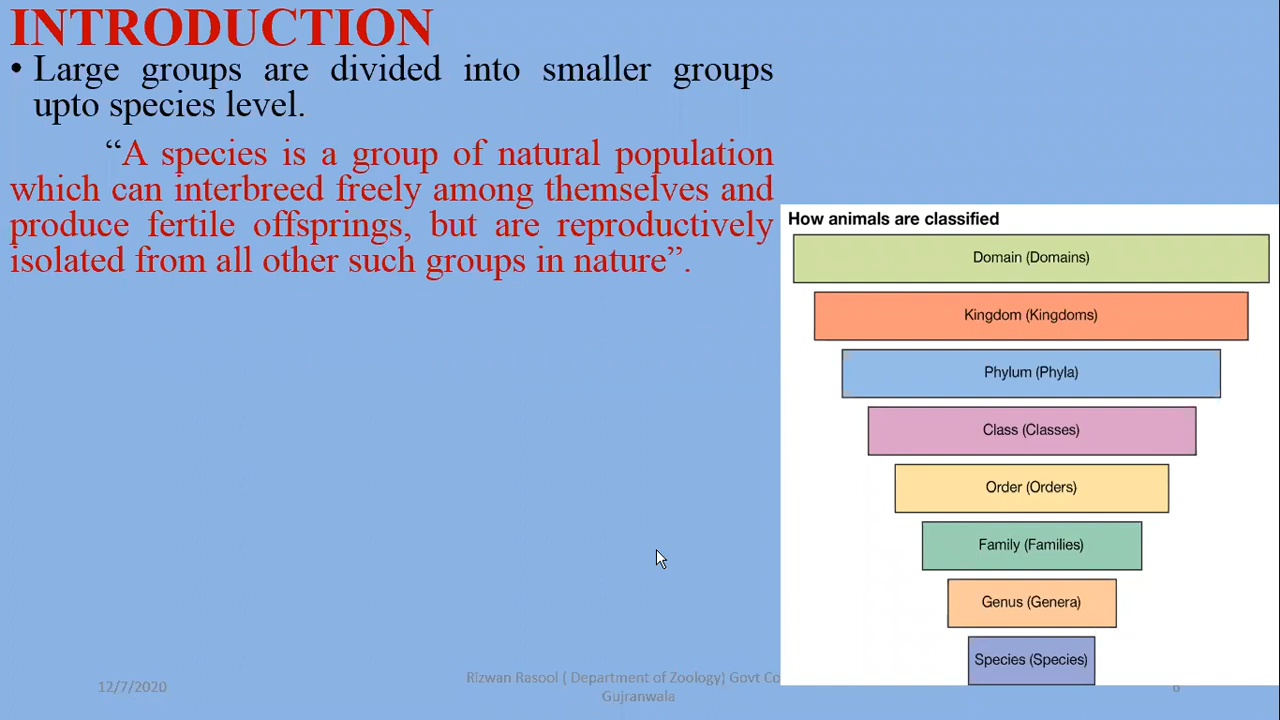 INTRODUCTION
• Large groups are divided into smaller groups
upto species level.
“A species is a group of natural population
which can interbreed freely among themselves and
produce fertile offsprings, but are reproductively
isolated from all other such groups in nature”.
How animals are classified
Domain (Domains)
Kingdom (Kingdoms)
Phylum (Phyla)
Class (Classes)
Order (Orders)
Family (Families)
Genus (Genera)
Species (Species)
12/7/2020
Rizwan Rasool ( Department of Zoology) Govt Co
Gujranwala
6